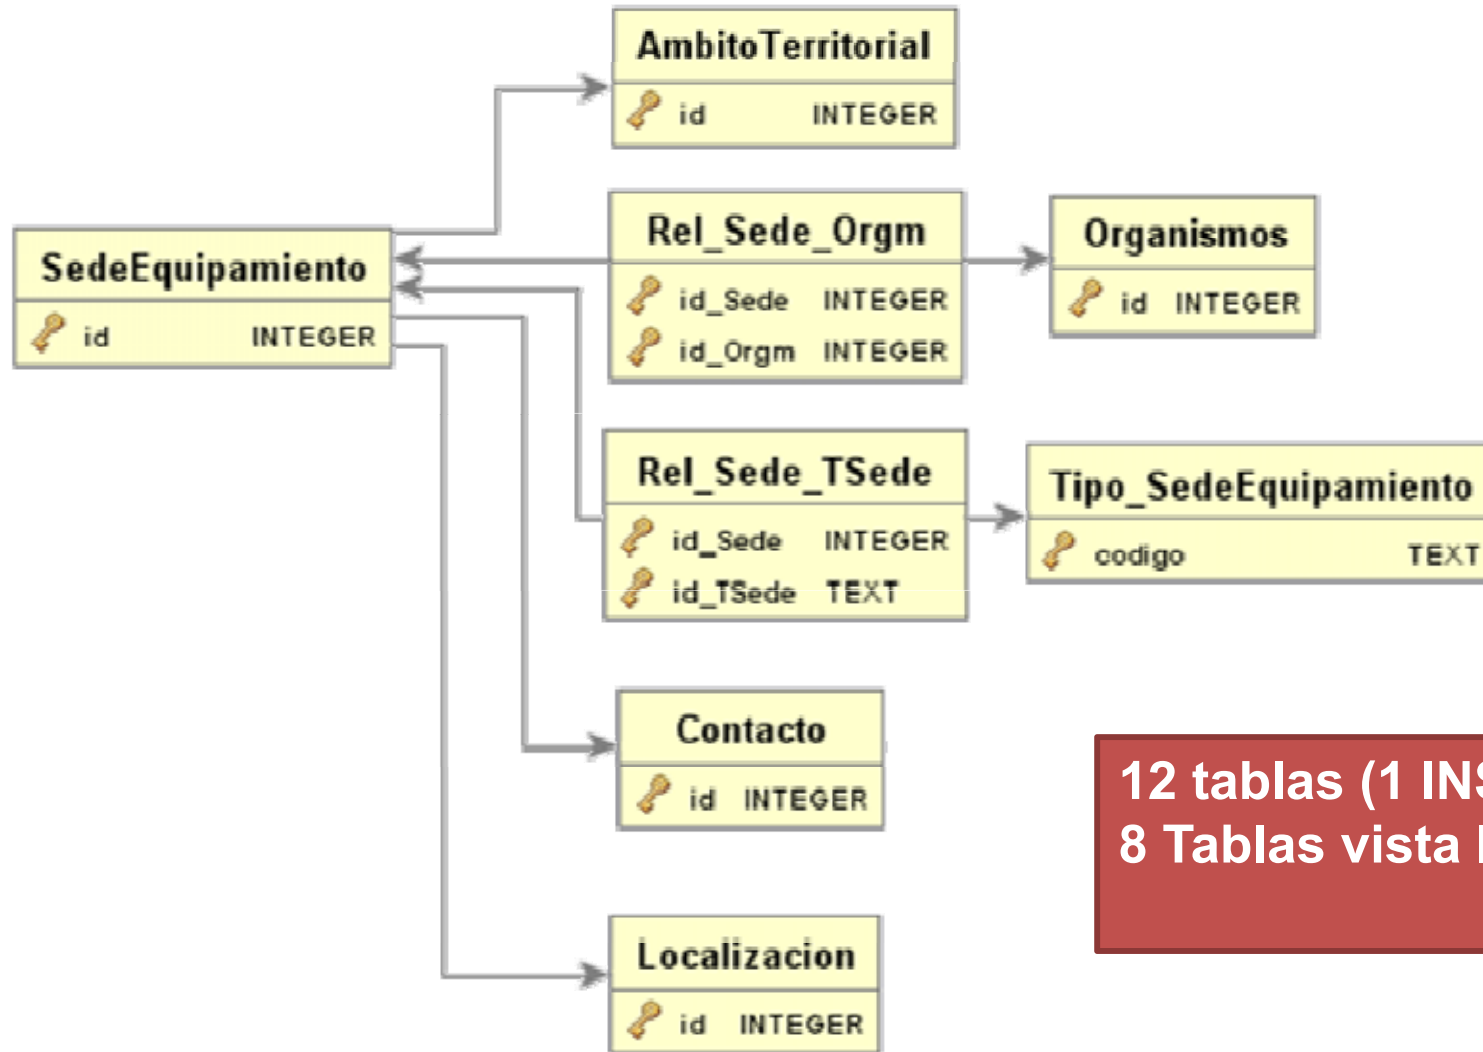 AmbitoTerritorial
id INTEGER
SedeEquipamiento
id INTEGER
Rel_Sede_Orgm
id_Sede INTEGER
id_Orgm INTEGER
Organismos
id INTEGER
Rel_Sede_TSede
id_Sede INTEGER
id_TSede TEXT
Tipo_SedeEquipamiento
codigo TEXT
Contacto
id INTEGER
12 tablas (1
8 Tablas vista
Localizacion
id INTEGER